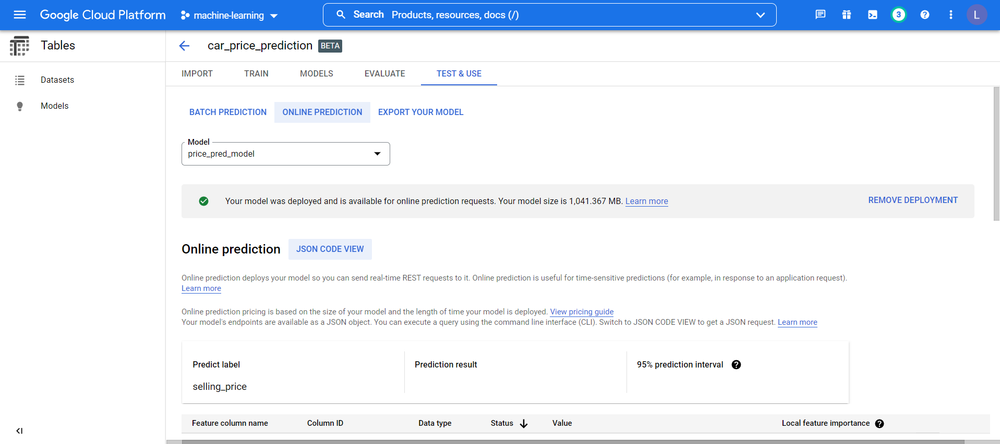 Google Cloud Platform
machine-learning
Search Products, resources, docs (/)
3
L
Tables
car_price_prediction BETA
Datasets
Models
IMPORT TRAIN MODELS EVALUATE TEST & USE
BATCH PREDICTION ONLINE PREDICTION EXPORT YOUR MODEL
Model
price_pred_model
Your model was deployed and is available for online prediction requests. Your model size is 1,041.367 MB. Learn more
REMOVE DEPLOYMENT
Online prediction JSON CODE VIEW
Online prediction deploys your model so you can send real-time REST requests to it. Online prediction is useful for time-sensitive predictions (for example, in response to an application request).
Learn more
Online prediction pricing is based on the size of your model and the length of time your model is deployed. View pricing guide
Your model's endpoints are available as a JSON object. You can execute a query using the command line interface (CLI). Switch to JSON CODE VIEW to get a JSON request. Learn more
Predict label Prediction result 95% prediction interval
selling_price
Feature column name Column ID Data type Status Value Local feature importance